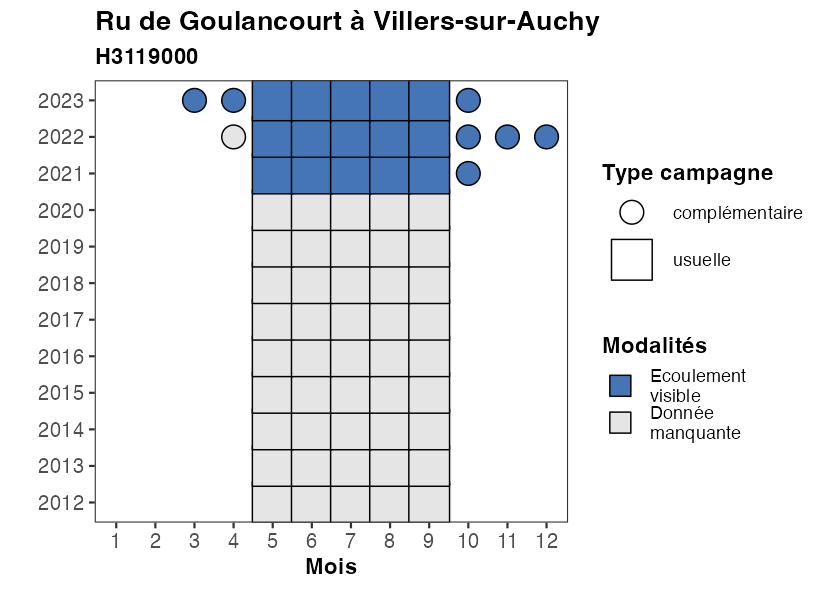 Ru de Goulancourt à Villers-sur-Auchy
H3119000
2023
2022
2021
2020
2019
2018
2017
2016
2015
2014
2013
2012
1 2 3 4 5 6 7 8 9 10 11 12
Mois
Type campagne
complémentaire
usuelle
Modalités
Ecoulement
visible
Donnée
manquante